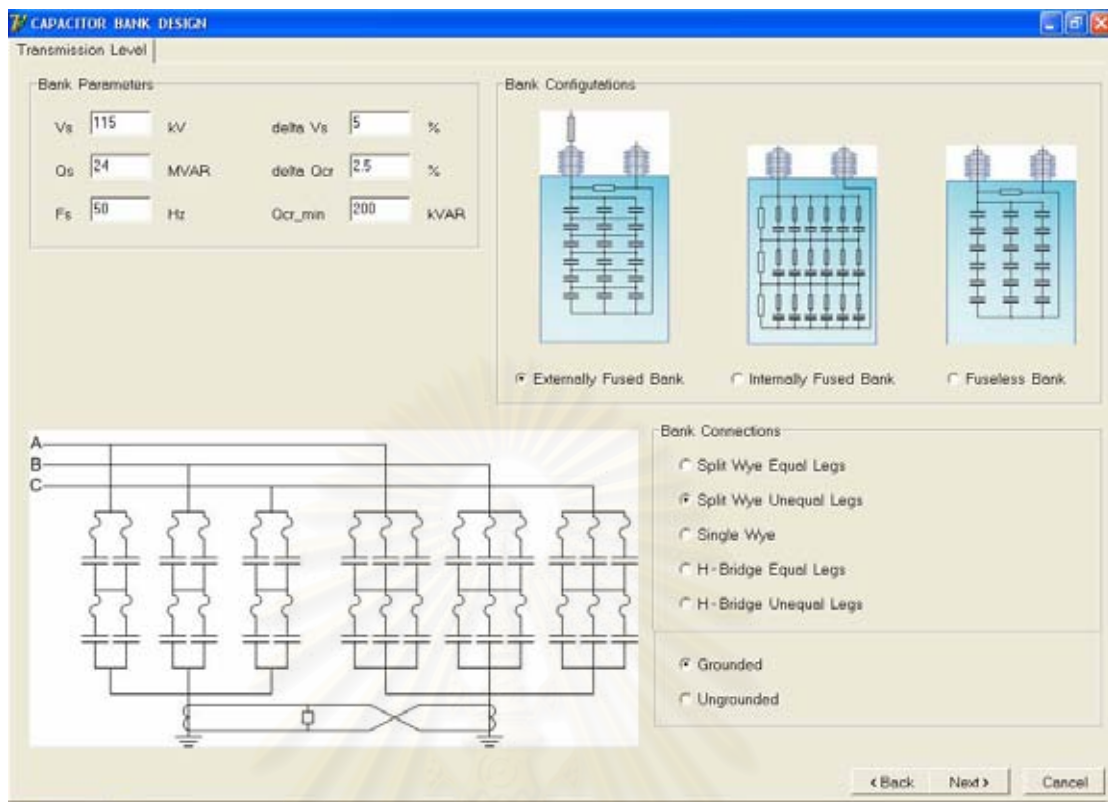 CAPACITOR BANK DESIGN
Transmission Level
Bank Parameters
Vs 115 kV delta Vs 5 %
Qs 24 MVAR delta Qcr 2.5 %
Fs 50 Hz Qcr_min 200 kVAR
Bank Configutations
Externally Fused Bank
Internally Fused Bank
Fuseless Bank
A
B
C
Bank Connections
Split Wye Equal Legs
Split Wye Unequal Legs
Single Wye
H-Bridge Equal Legs
H-Bridge Unequal Legs
Grounded
Ungrounded
< Back Next > Cancel